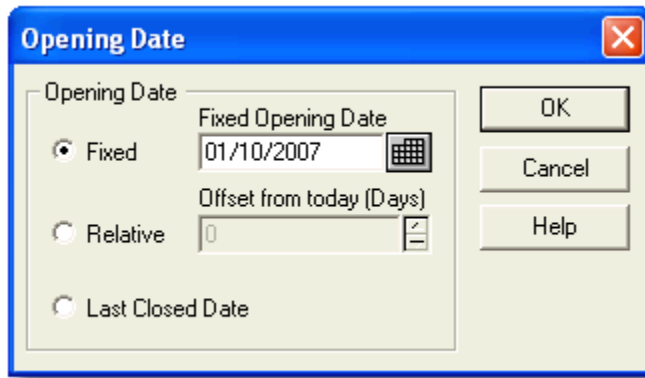 Opening Date
Opening Date
Fixed Opening Date
Fixed
01/10/2007
Offset from today (Days)
Relative
0
Last Closed Date
OK
Cancel
Help